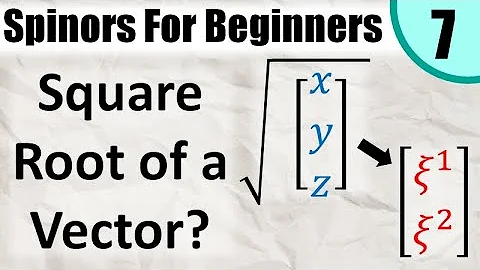 Spinors For Beginners
7
Square
Root of a
Vector?
√[x
y
z]
[ξ¹
ξ²]